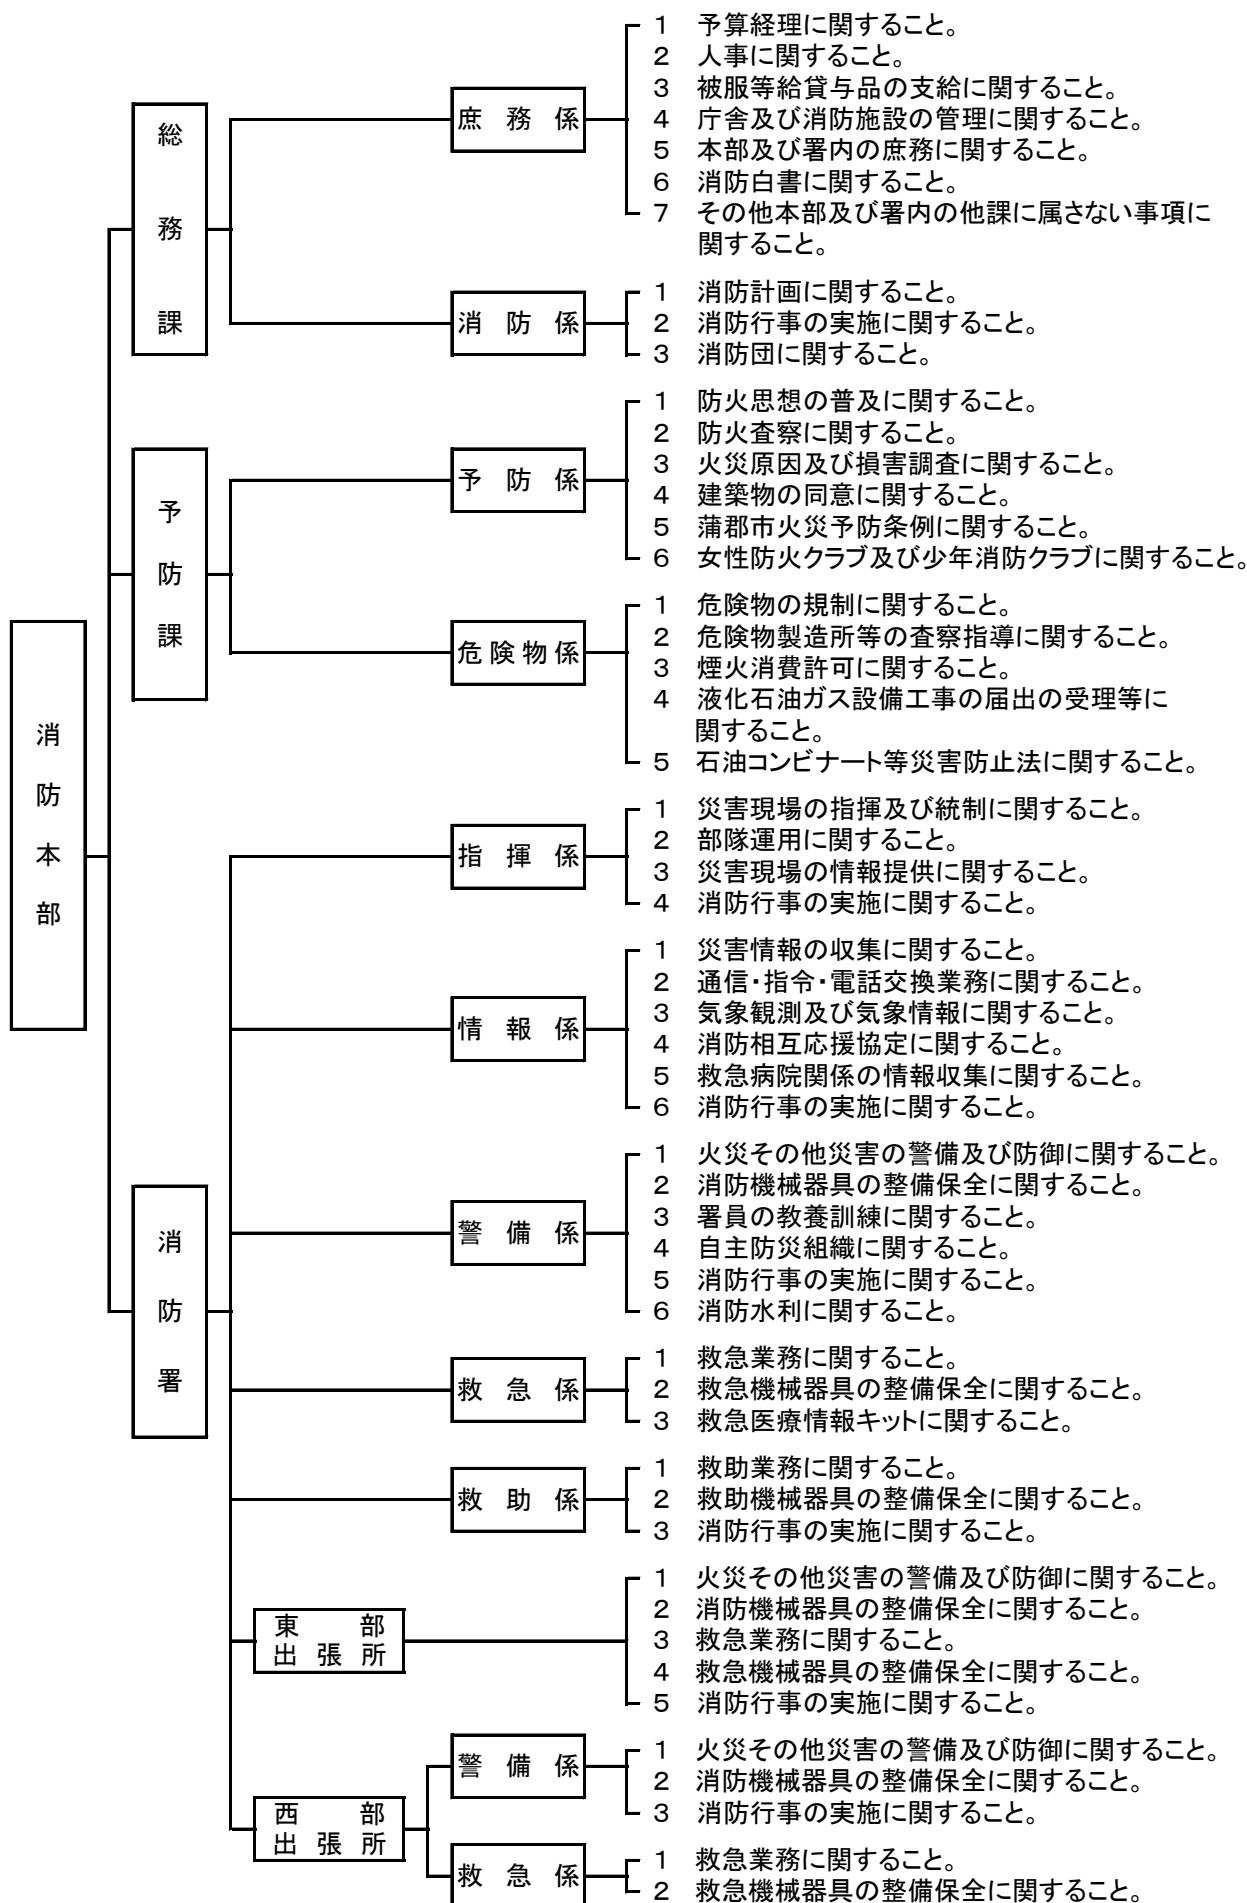 消防本部
総務課
庶務係
1 予算経理に関すること。
2 人事に関すること。
3 被服等給貸与品の支給に関すること。
4 庁舎及び消防施設の管理に関すること。
5 本部及び署内の庶務に関すること。
6 消防白書に関すること。
7 その他本部及び署内の他課に属さない事項に
関すること。
消防係
1 消防計画に関すること。
2 消防行事の実施に関すること。
3 消防団に関すること。
予防課
予防係
1 防火思想の普及に関すること。
2 防火査察に関すること。
3 火災原因及び損害調査に関すること。
4 建築物の同意に関すること。
5 蒲郡市火災予防条例に関すること。
6 女性防火クラブ及び少年消防クラブに関すること。
危険物係
1 危険物の規制に関すること。
2 危険物製造所等の査察指導に関すること。
3 煙火消費許可に関すること。
4 液化石油ガス設備工事の届出の受理等に
関すること。
5 石油コンビナート等災害防止法に関すること。
消防署
指揮係
1 災害現場の指揮及び統制に関すること。
2 部隊運用に関すること。
3 災害現場の情報提供に関すること。
4 消防行事の実施に関すること。
情報係
1 災害情報の収集に関すること。
2 通信・指令・電話交換業務に関すること。
3 気象観測及び気象情報に関すること。
4 消防相互応援協定に関すること。
5 救急病院関係の情報収集に関すること。
6 消防行事の実施に関すること。
警備係
1 火災その他災害の警備及び防御に関すること。
2 消防機械器具の整備保全に関すること。
3 署員の教養訓練に関すること。
4 自主防災組織に関すること。
5 消防行事の実施に関すること。
6 消防水利に関すること。
救急係
1 救急業務に関すること。
2 救急機械器具の整備保全に関すること。
3 救急医療情報キットに関すること。
救助係
1 救助業務に関すること。
2 救助機械器具の整備保全に関すること。
3 消防行事の実施に関すること。
東部
出張所
1 火災その他災害の警備及び防御に関すること。
2 消防機械器具の整備保全に関すること。
3 救急業務に関すること。
4 救急機械器具の整備保全に関すること。
5 消防行事の実施に関すること。
西部
出張所
警備係
1 火災その他災害の警備及び防御に関すること。
2 消防機械器具の整備保全に関すること。
3 消防行事の実施に関すること。
救急係
1 救急業務に関すること。
2 救急機械器具の整備保全に関すること。